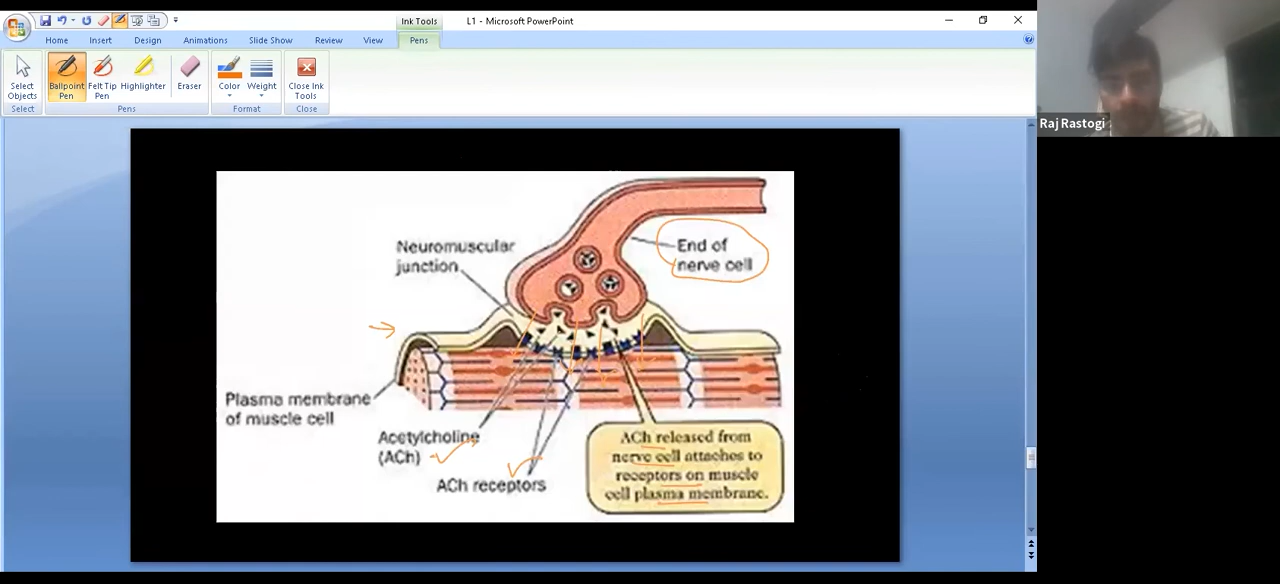 Ink Tools
L1 - Microsoft PowerPoint
Home
Insert
Design
Animations
Slide Show
Review
View
Pens
Select
Objects
Ballpoint
Pen
Felt Tip
Pen
Highlighter
Eraser
Color
Weight
Close Ink
Tools
Select
Pens
Format
Close
Raj Rastogi
Neuromuscular
junction
End of
nerve cell
Plasma membrane
of muscle cell
Acetylcholine
(ACh)
ACh receptors
ACh released from
nerve cell attaches to
receptors on muscle
cell plasma membrane.